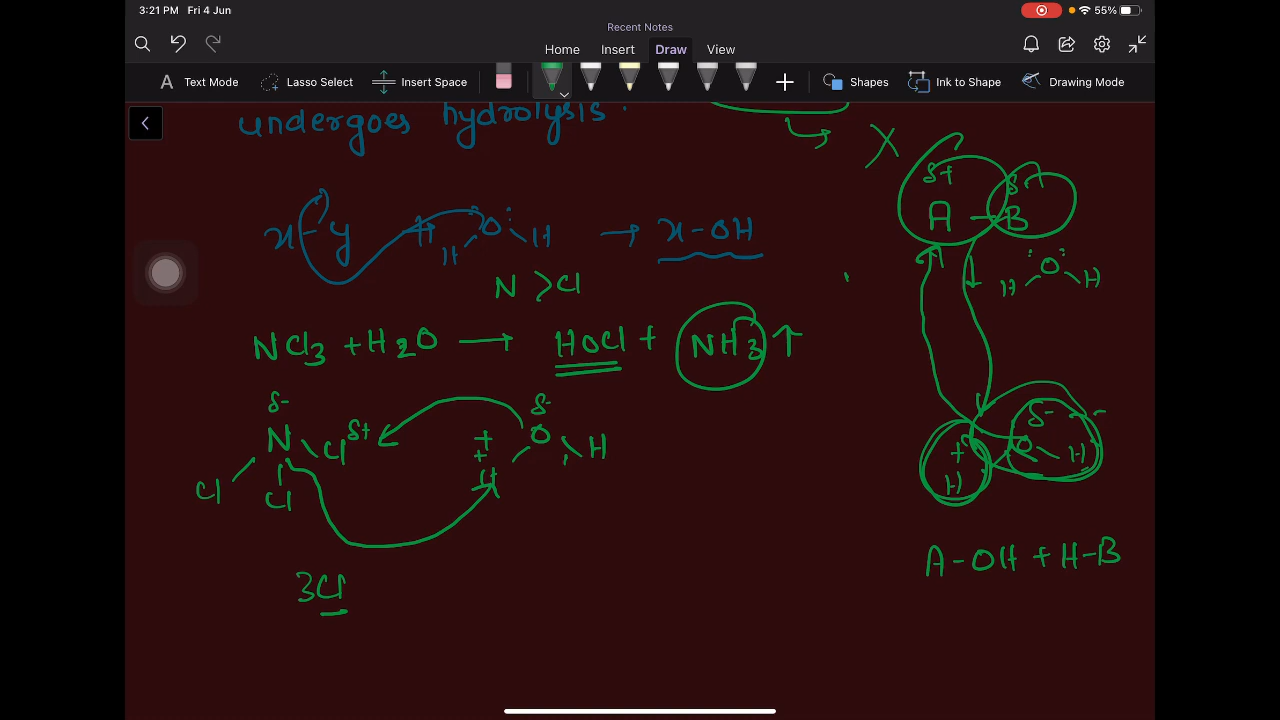 3:21 PM Fri 4 Jun
55%
Recent Notes
Home Insert Draw View
Text Mode Lasso Select Insert Space Shapes Ink to Shape Drawing Mode
undergoes hydrolysis.
X
δ+ δ-
A - B
x - y + H O H → x - OH
H O H
N > Cl
NCl3 + H2O → HOCl + NH3 ↑
δ- δ-
N Cl δ+ + O H
Cl Cl + H
δ- -
+ O H
H
A - OH + H - B
3Cl